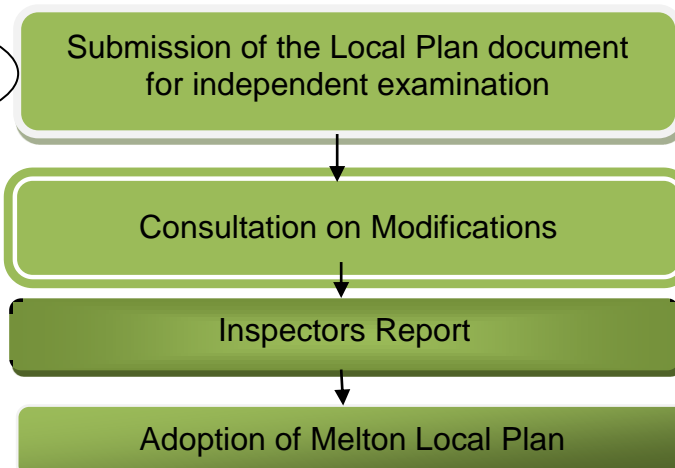 Submission of the Local Plan document
for independent examination
Consultation on Modifications
Inspectors Report
Adoption of Melton Local Plan